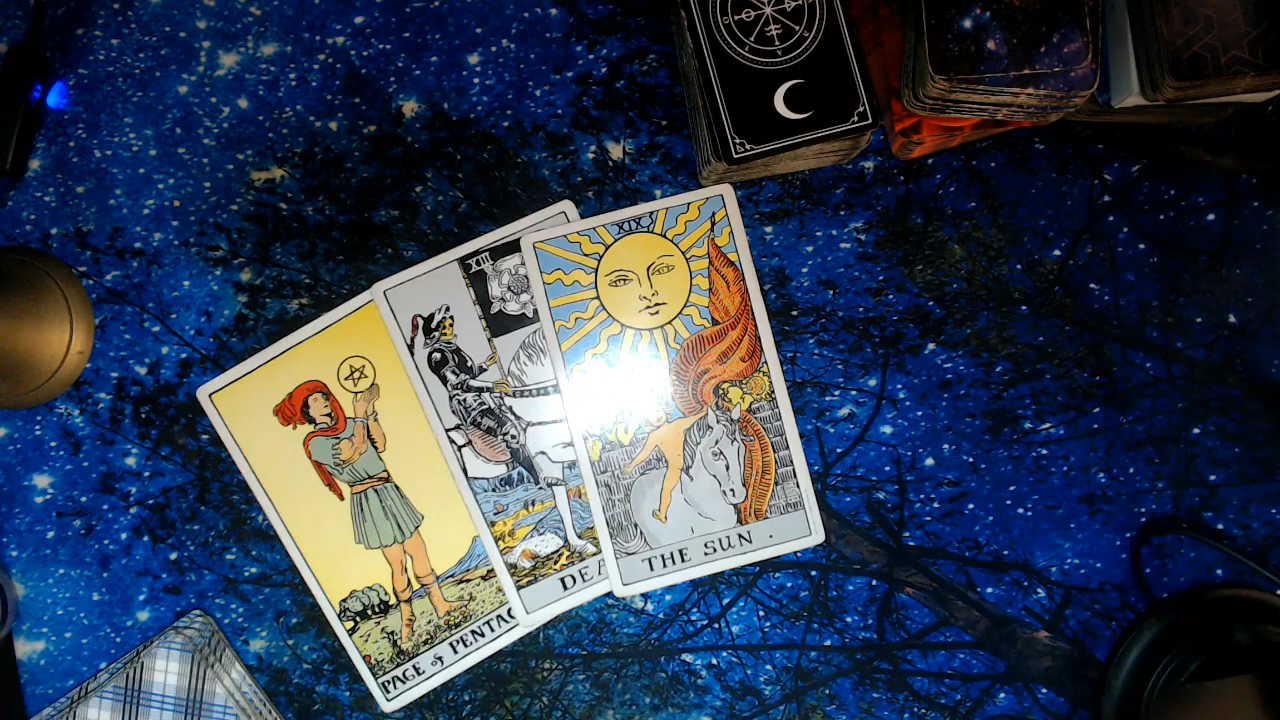 PAGE of PENTAC
XIII
DEA
XIX
THE SUN .